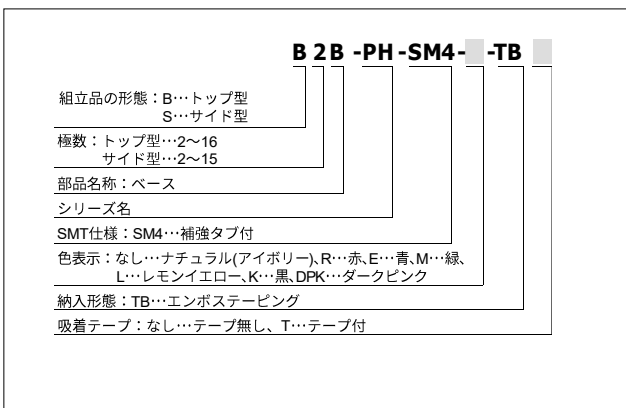 B 2 B -PH -SM4- -TB
組立品の形態：B…トップ型
S…サイド型
極数：トップ型…2～16
サイド型…2～15
部品名称：ベース
シリーズ名
SMT仕様：SM4…補強タブ付
色表示：なし…ナチュラル(アイボリー)、R…赤、E…青、M…緑、
L…レモンイエロー、K…黒、DPK…ダークピンク
納入形態：TB…エンボステーピング
吸着テープ：なし…テープ無し、T…テープ付